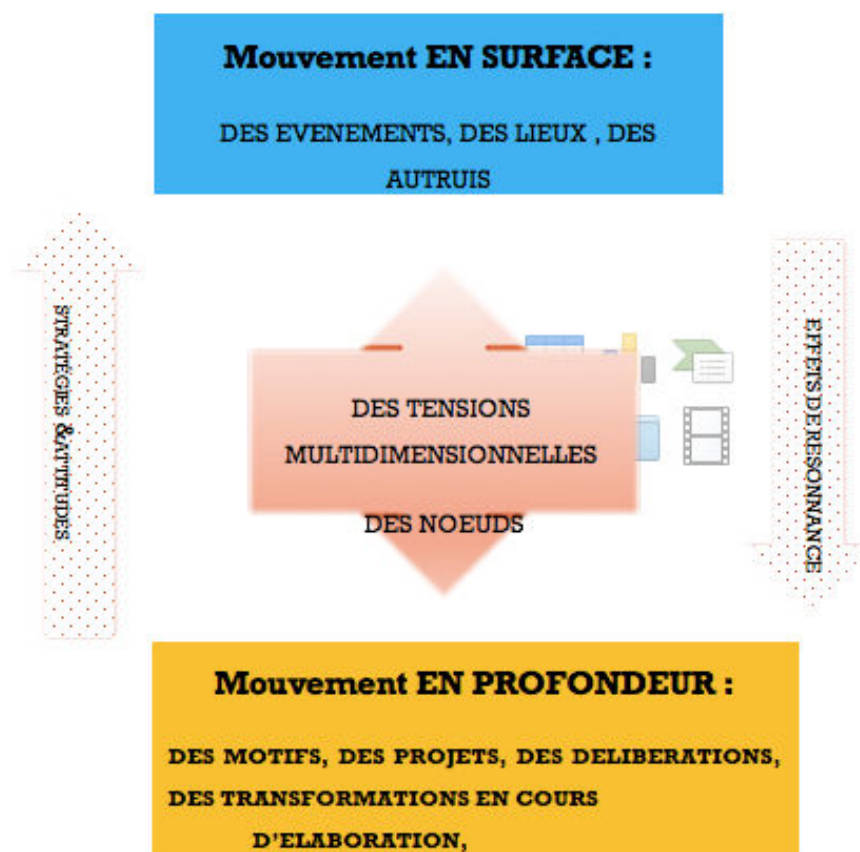 Mouvement EN SURFACE :
DES EVENEMENTS, DES LIEUX , DES
AUTRUIS
STRATÉGIES &ATTITUDES
EFFETS DE RESONNANCE
DES TENSIONS
MULTIDIMENSIONNELLES
DES NOEUDS
Mouvement EN PROFONDEUR :
DES MOTIFS, DES PROJETS, DES DELIBERATIONS,
DES TRANSFORMATIONS EN COURS
D'ELABORATION,